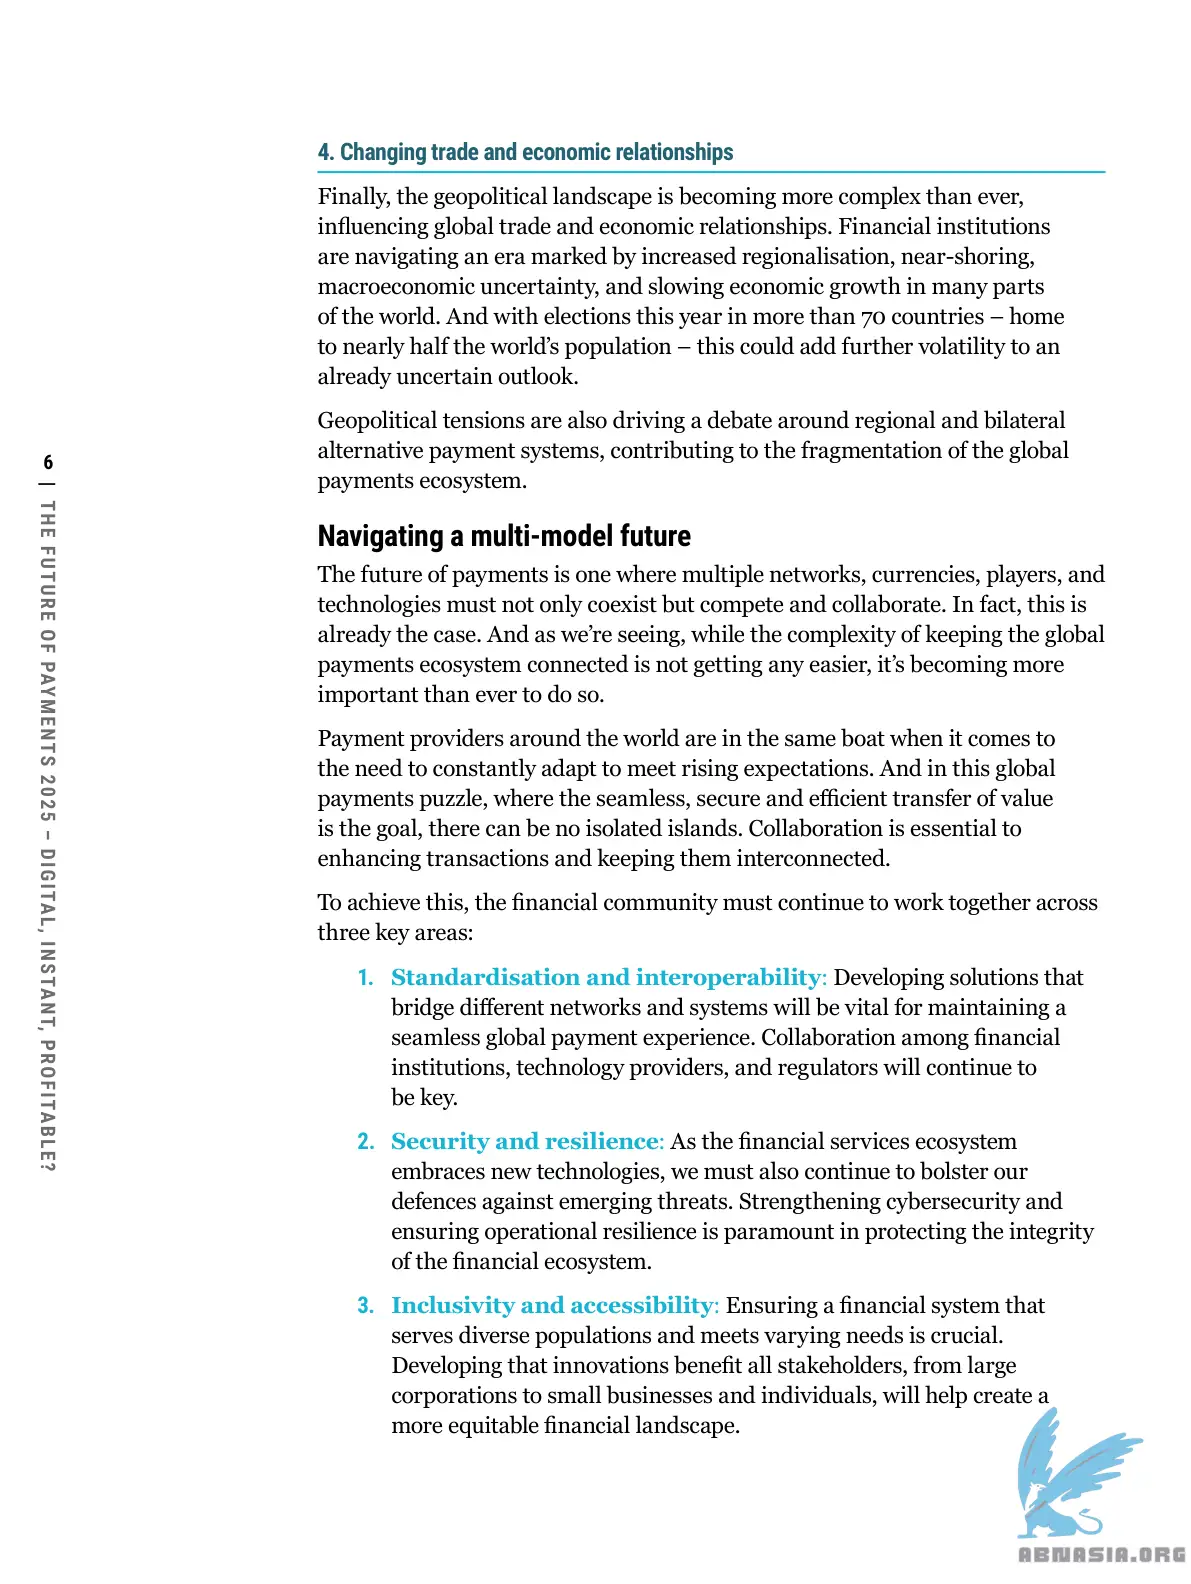 4. Changing trade and economic relationships
Finally, the geopolitical landscape is becoming more complex than ever,
influencing global trade and economic relationships. Financial institutions
are navigating an era marked by increased regionalisation, near-shoring,
macroeconomic uncertainty, and slowing economic growth in many parts
of the world. And with elections this year in more than 70 countries – home
to nearly half the world’s population – this could add further volatility to an
already uncertain outlook.
Geopolitical tensions are also driving a debate around regional and bilateral
alternative payment systems, contributing to the fragmentation of the global
payments ecosystem.
Navigating a multi-model future
The future of payments is one where multiple networks, currencies, players, and
technologies must not only coexist but compete and collaborate. In fact, this is
already the case. And as we’re seeing, while the complexity of keeping the global
payments ecosystem connected is not getting any easier, it’s becoming more
important than ever to do so.
Payment providers around the world are in the same boat when it comes to
the need to constantly adapt to meet rising expectations. And in this global
payments puzzle, where the seamless, secure and efficient transfer of value
is the goal, there can be no isolated islands. Collaboration is essential to
enhancing transactions and keeping them interconnected.
To achieve this, the financial community must continue to work together across
three key areas:
1. Standardisation and interoperability: Developing solutions that
bridge different networks and systems will be vital for maintaining a
seamless global payment experience. Collaboration among financial
institutions, technology providers, and regulators will continue to
be key.
2. Security and resilience: As the financial services ecosystem
embraces new technologies, we must also continue to bolster our
defences against emerging threats. Strengthening cybersecurity and
ensuring operational resilience is paramount in protecting the integrity
of the financial ecosystem.
3. Inclusivity and accessibility: Ensuring a financial system that
serves diverse populations and meets varying needs is crucial.
Developing that innovations benefit all stakeholders, from large
corporations to small businesses and individuals, will help create a
more equitable financial landscape.
6 | THE FUTURE OF PAYMENTS 2025 – DIGITAL, INSTANT, PROFITABLE?
ABNASIA.ORG